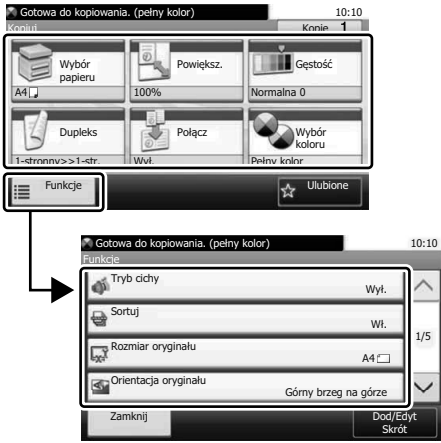 Gotowa do kopiowania. (pełny kolor) 10:10
Kopiuj Kopie 1
Wybór papieru Powiększ. Gęstość
A4 100% Normalna 0
Dupleks Połącz Wybór koloru
1-stronny>>1-str. Wył. Pełny kolor
Funkcje Ulubione
Gotowa do kopiowania. (pełny kolor) 10:10
Funkcje
Tryb cichy
Wył.
Sortuj
Wł.
1/5
Rozmiar oryginału
A4
Orientacja oryginału
Górny brzeg na górze
Zamknij Dod/Edyt
Skrót